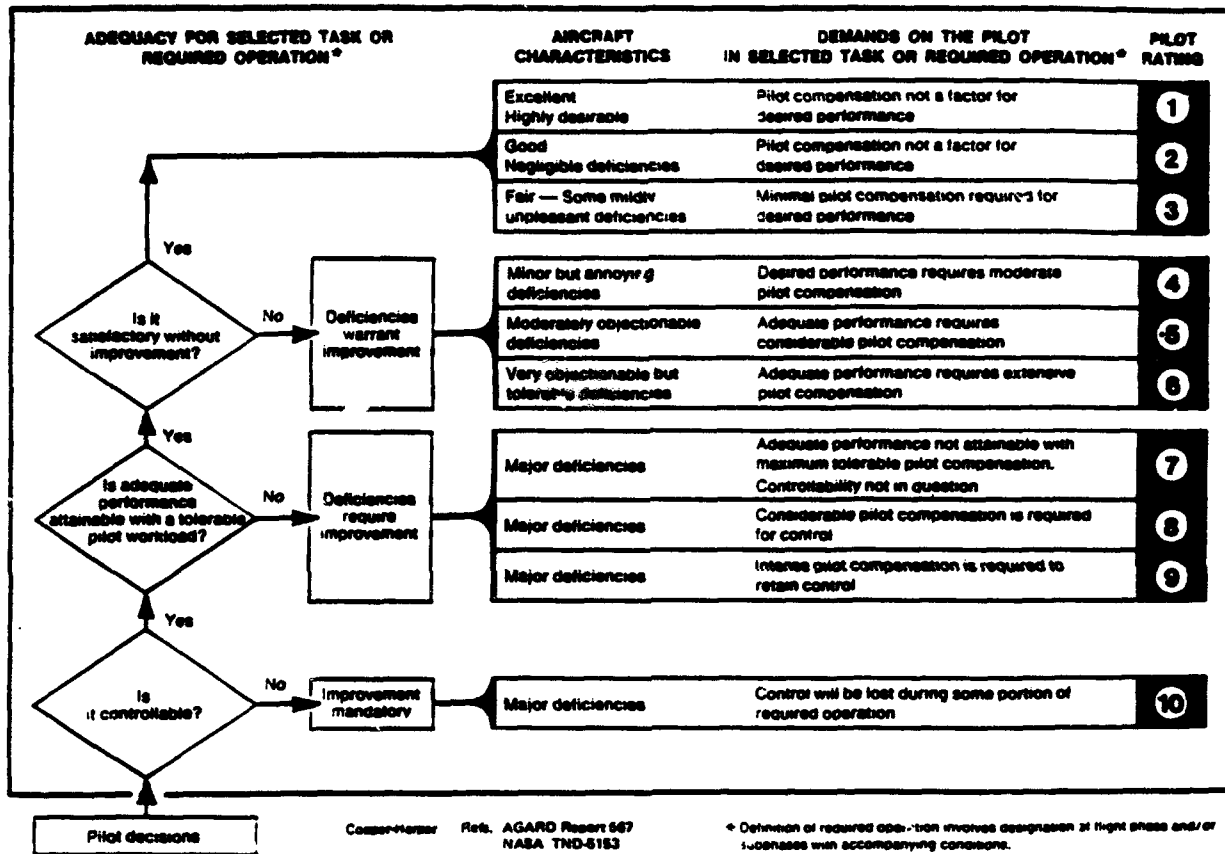 ADEQUACY FOR SELECTED TASK OR
REQUIRED OPERATION*
AIRCRAFT
CHARACTERISTICS
DEMANDS ON THE PILOT
IN SELECTED TASK OR REQUIRED OPERATION*
PILOT
RATING
Excellent
Highly desirable
Pilot compensation not a factor for
desired performance
1
Good
Negligible deficiencies
Pilot compensation not a factor for
desired performance
2
Fair — Some mildly
unpleasant deficiencies
Minimal pilot compensation required for
desired performance
3
Yes
Is it
satisfactory without
improvement?
No
Deficiencies
warrant
improvement
Minor but annoying
deficiencies
Desired performance requires moderate
pilot compensation
4
Moderately objectionable
deficiencies
Adequate performance requires
considerable pilot compensation
5
Very objectionable but
tolerable deficiencies
Adequate performance requires extensive
pilot compensation
6
Yes
Is adequate
performance
attainable with a tolerable
pilot workload?
No
Deficiencies
require
improvement
Major deficiencies
Adequate performance not attainable with
maximum tolerable pilot compensation.
Controllability not in question
7
Major deficiencies
Considerable pilot compensation is required
for control
8
Major deficiencies
Intense pilot compensation is required to
retain control
9
Yes
Is
it controllable?
No
Improvement
mandatory
Major deficiencies
Control will be lost during some portion of
required operation
10
Pilot decisions
Cooper-Harper Refs. AGARD Report 567
NASA TND-5153
* Definition of required operation involves designation of flight phase and/or
subphases with accompanying conditions.